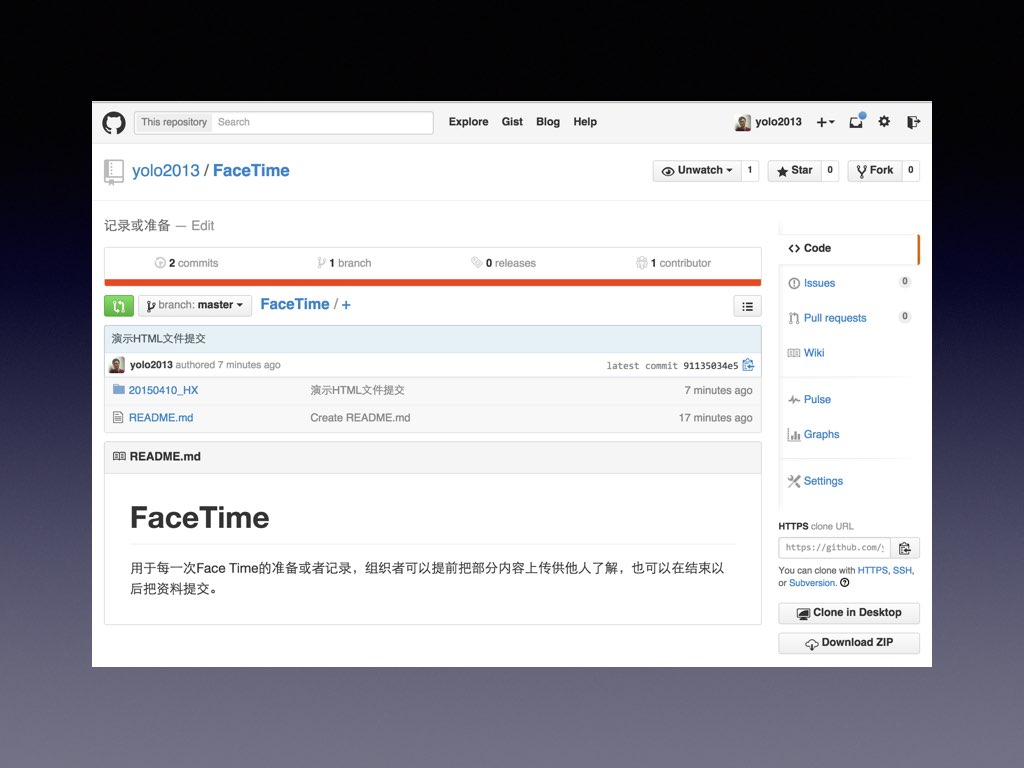 This repository Search Explore Gist Blog Help yolo2013
yolo2013 / FaceTime Unwatch 1 Star 0 Fork 0
记录或准备 — Edit
2 commits 1 branch 0 releases 1 contributor
branch: master FaceTime / +
演示HTML文件提交
yolo2013 authored 7 minutes ago latest commit 91135034e5
20150410_HX 演示HTML文件提交 7 minutes ago
README.md Create README.md 17 minutes ago
README.md
FaceTime
用于每一次Face Time的准备或者记录，组织者可以提前把部分内容上传供他人了解，也可以在结束以
后把资料提交。
Code
Issues 0
Pull requests 0
Wiki
Pulse
Graphs
Settings
HTTPS clone URL
https://github.com/
You can clone with HTTPS, SSH,
or Subversion.
Clone in Desktop
Download ZIP